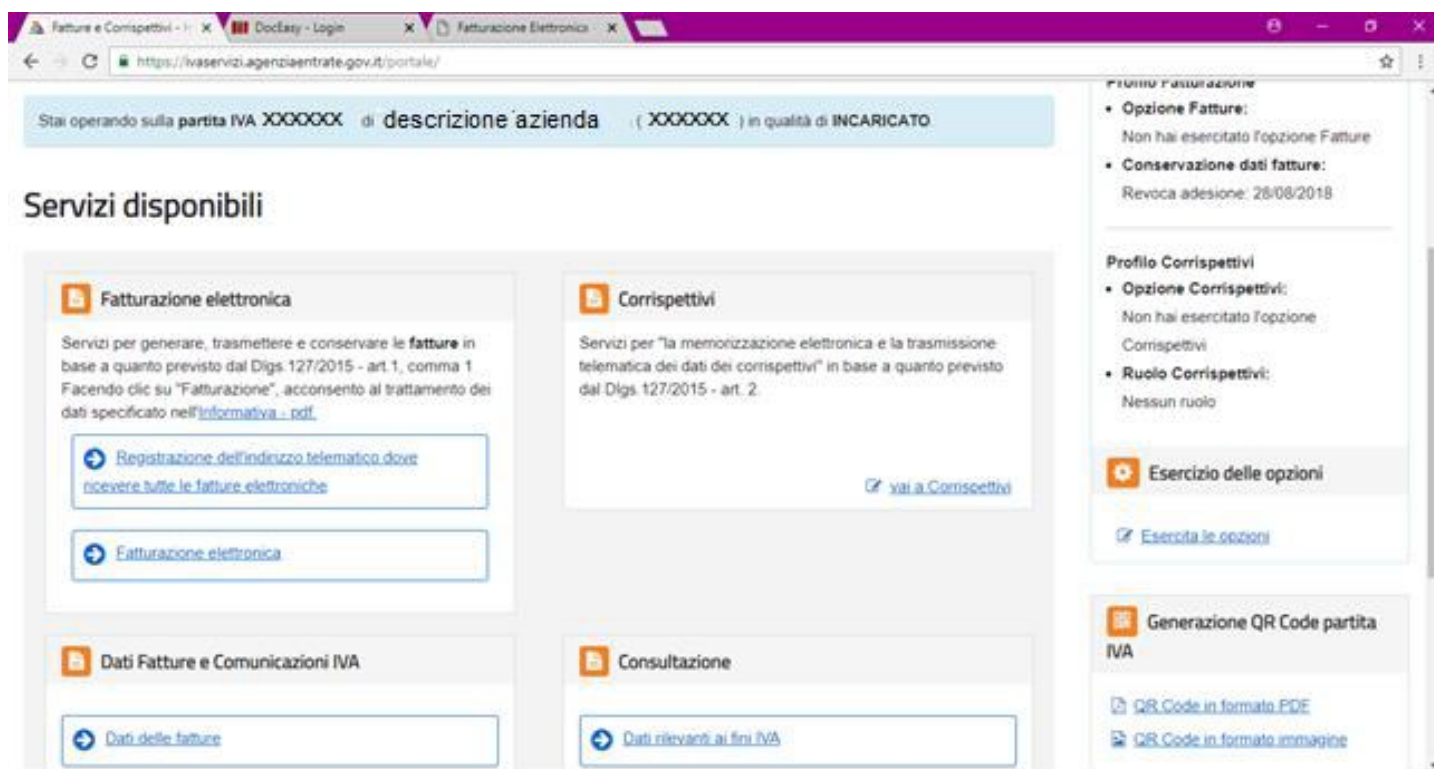 Fatture e Corrispettivi - I
DocEasy - Login
Fatturazione Elettronica
https://ivaservizi.agenziaentrate.gov.it/portale/
Stai operando sulla partita IVA XXXXXXX di descrizione azienda ( XXXXXX ) in qualità di INCARICATO
Servizi disponibili
Fatturazione elettronica
Servizi per generare, trasmettere e conservare le fatture in
base a quanto previsto dal Dlgs. 127/2015 - art.1, comma 1
Facendo clic su "Fatturazione", acconsento al trattamento dei
dati specificato nell'Informativa - pdf.
Registrazione dell'indirizzo telematico dove
ricevere tutte le fatture elettroniche
Fatturazione elettronica
Corrispettivi
Servizi per "la memorizzazione elettronica e la trasmissione
telematica dei dati dei corrispettivi" in base a quanto previsto
dal Dlgs. 127/2015 - art. 2.
vai a Corrispettivi
Dati Fatture e Comunicazioni IVA
Dati delle fatture
Consultazione
Dati rilevanti ai fini IVA
Profilo Fatturazione
Opzione Fatture:
Non hai esercitato l'opzione Fatture
Conservazione dati fatture:
Revoca adesione: 28/08/2018
Profilo Corrispettivi
Opzione Corrispettivi:
Non hai esercitato l'opzione
Corrispettivi
Ruolo Corrispettivi:
Nessun ruolo
Esercizio delle opzioni
Esercita le opzioni
Generazione QR Code partita
IVA
QR Code in formato PDF
QR Code in formato immagine